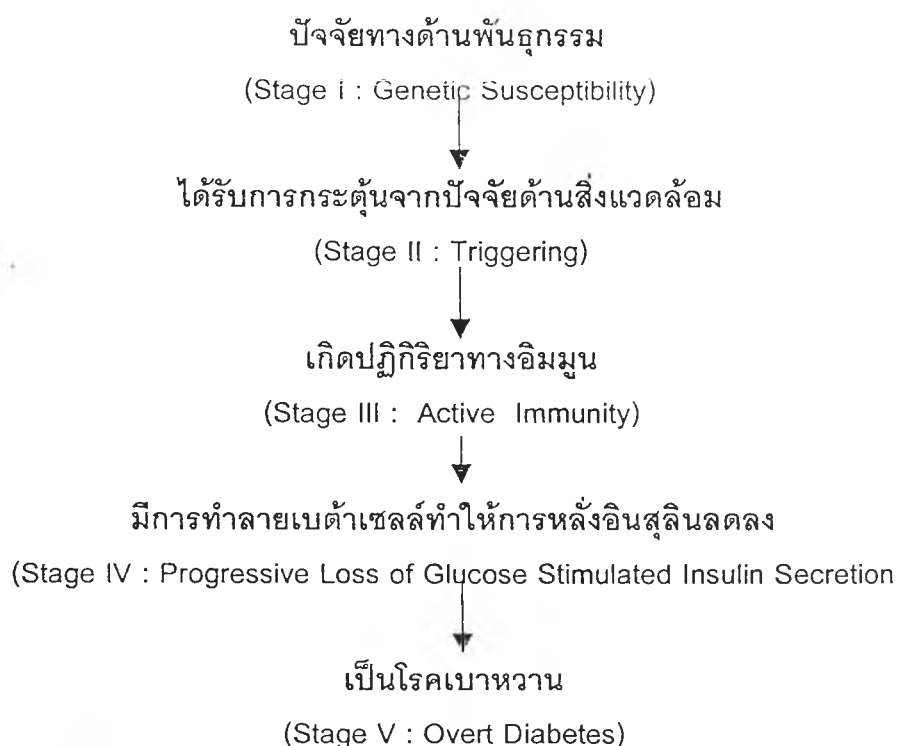 ปัจจัยทางด้านพันธุกรรม
(Stage I : Genetic Susceptibility)
ได้รับการกระตุ้นจากปัจจัยด้านสิ่งแวดล้อม
(Stage II : Triggering)
เกิดปฏิกิริยาทางอิมมูน
(Stage III : Active Immunity)
มีการทำลายเบต้าเซลล์ทำให้การหลั่งอินสุลินลดลง
(Stage IV : Progressive Loss of Glucose Stimulated Insulin Secretion
เป็นโรคเบาหวาน
(Stage V : Overt Diabetes)